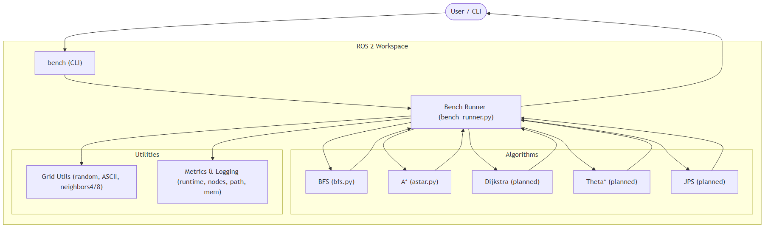 User / CLI
ROS 2 Workspace
bench (CLI)
Bench Runner
(bench_runner.py)
Utilities
Grid Utils (random, ASCII,
neighbors4/8)
Metrics & Logging
(runtime, nodes, path,
mem)
Algorithms
BFS (bfs.py)
A* (astar.py)
Dijkstra (planned)
Theta* (planned)
JPS (planned)